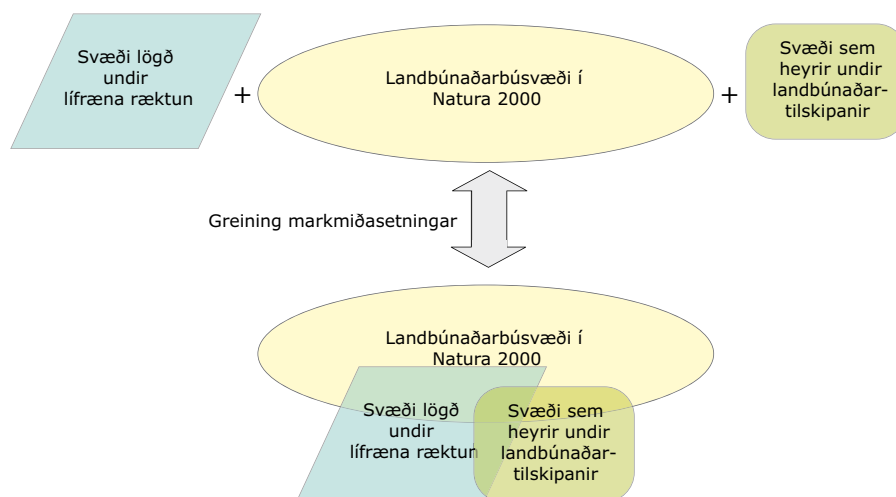 Svæði lögð
undir
lífræna ræktun
+
Landbúnaðarbúsvæði í
Natura 2000
+
Svæði sem
heyrir undir
landbúnaðar-
tilskipanir
Greining markmiðasetningar
Landbúnaðarbúsvæði í
Natura 2000
Svæði lögð
undir
lífræna ræktun
Svæði sem
heyrir undir
landbúnaðar-
tilskipanir